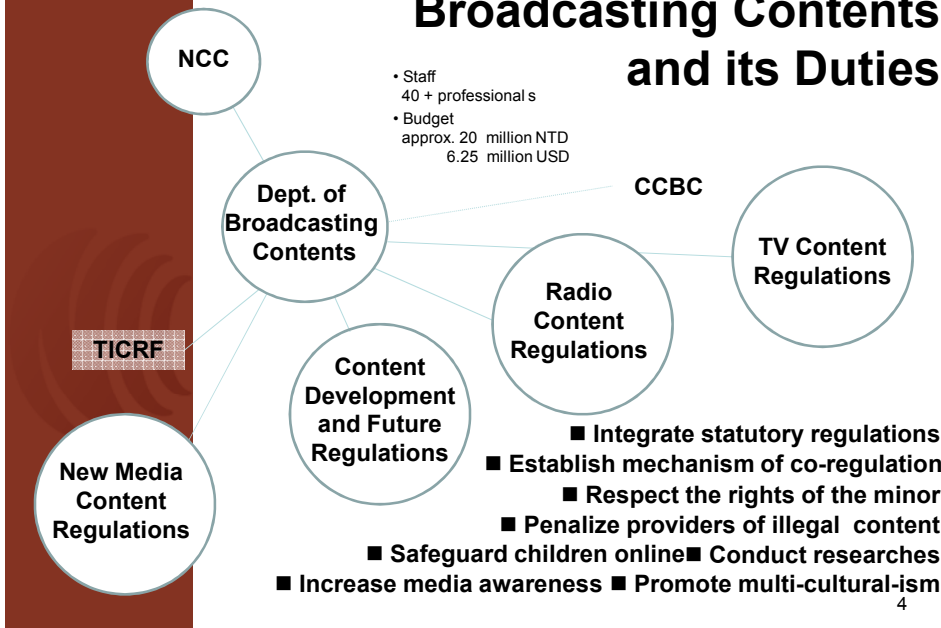 Broadcasting Contents
and its Duties
NCC
• Staff
40 + professional s
• Budget
approx. 20 million NTD
6.25 million USD
Dept. of
Broadcasting
Contents
CCBC
TV Content
Regulations
Radio
Content
Regulations
TICRF
Content
Development
and Future
Regulations
New Media
Content
Regulations
■ Integrate statutory regulations
■ Establish mechanism of co-regulation
■ Respect the rights of the minor
■ Penalize providers of illegal content
■ Safeguard children online■ Conduct researches
■ Increase media awareness ■ Promote multi-cultural-ism
4